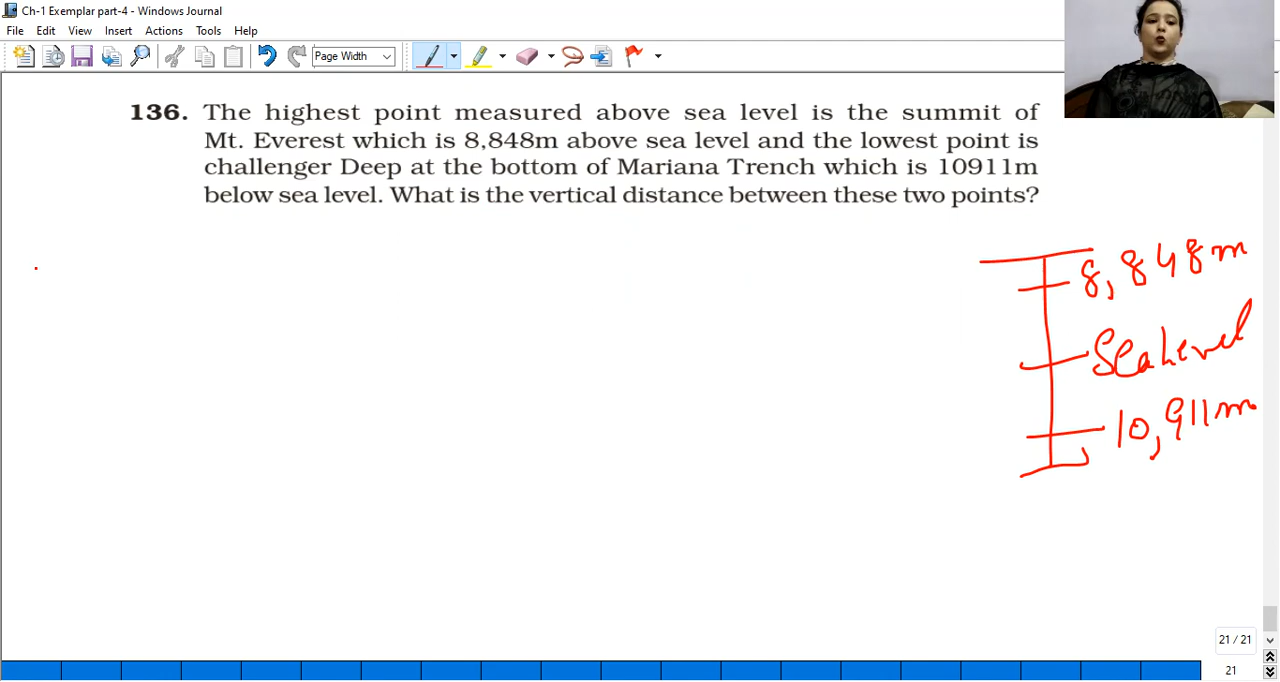 Ch-1 Exemplar part-4 - Windows Journal
File Edit View Insert Actions Tools Help
Page Width
136. The highest point measured above sea level is the summit of
Mt. Everest which is 8,848m above sea level and the lowest point is
challenger Deep at the bottom of Mariana Trench which is 10911m
below sea level. What is the vertical distance between these two points?
8,848m
Sea Level
10,911m
21 / 21
21